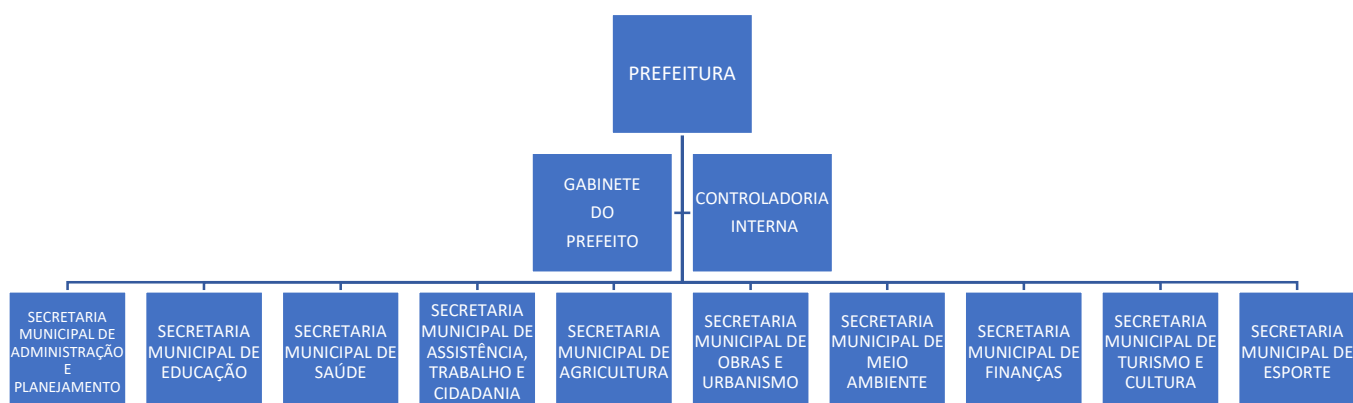 PREFEITURA
GABINETE
DO
PREFEITO
CONTROLADORIA
INTERNA
SECRETARIA
MUNICIPAL DE
ADMINISTRAÇÃO
E
PLANEJAMENTO
SECRETARIA
MUNICIPAL DE
EDUCAÇÃO
SECRETARIA
MUNICIPAL DE
SAÚDE
SECRETARIA
MUNICIPAL DE
ASSISTÊNCIA,
TRABALHO E
CIDADANIA
SECRETARIA
MUNICIPAL DE
AGRICULTURA
SECRETARIA
MUNICIPAL DE
OBRAS E
URBANISMO
SECRETARIA
MUNICIPAL DE
MEIO
AMBIENTE
SECRETARIA
MUNICIPAL DE
FINANÇAS
SECRETARIA
MUNICIPAL DE
TURISMO E
CULTURA
SECRETARIA
MUNICIPAL DE
ESPORTE